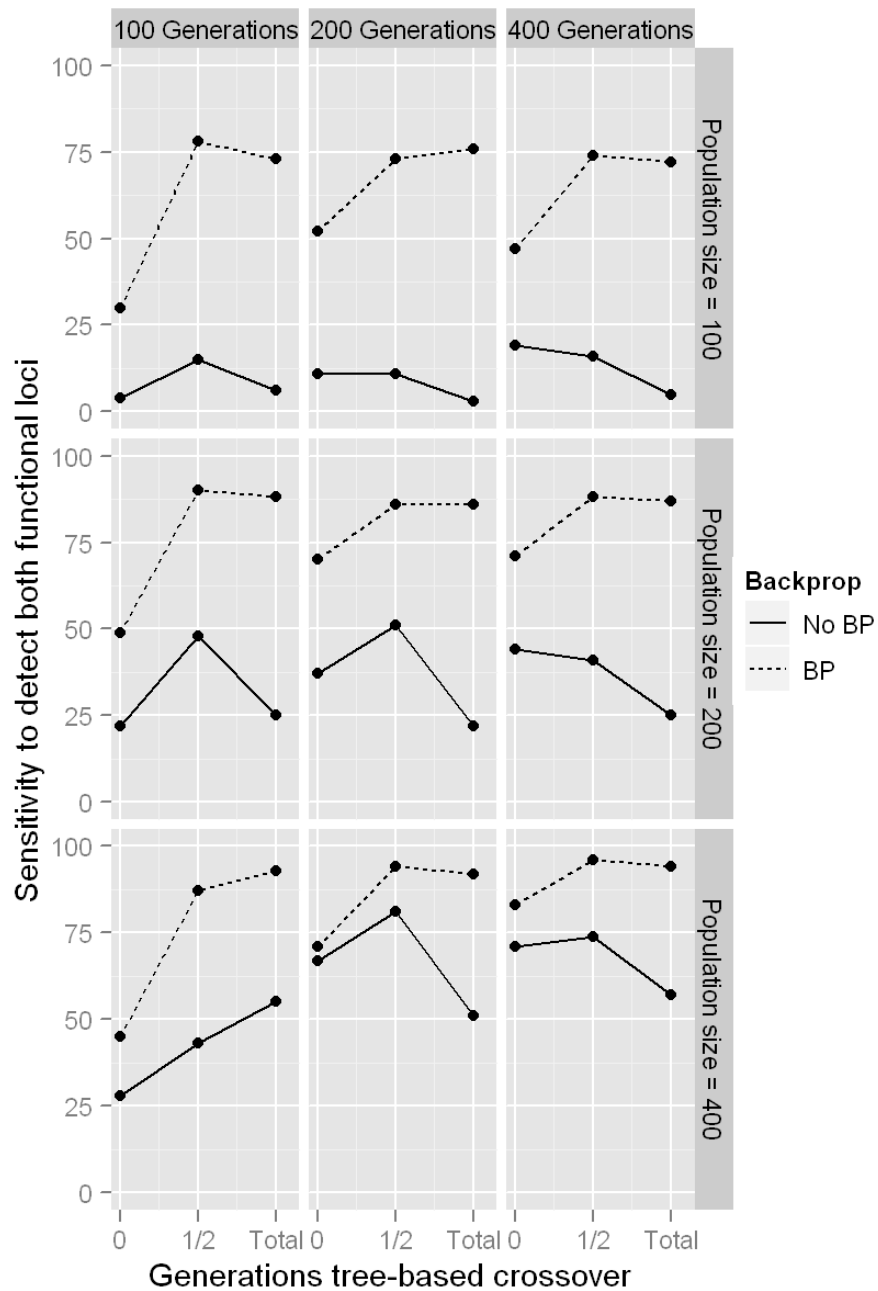 100 Generations
200 Generations
400 Generations
Sensitivity to detect both functional loci
100
75
50
25
0
Population size = 100
100
75
50
25
0
Population size = 200
100
75
50
25
0
Population size = 400
0
1/2
Total
0
1/2
Total
0
1/2
Total
Generations tree-based crossover
Backprop
No BP
BP